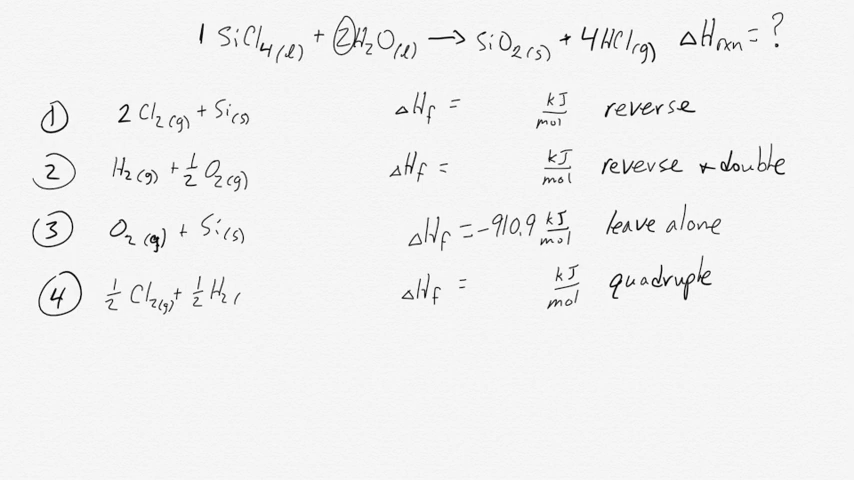 1 SiCl₄(l) + 2H₂O(l) → SiO₂(s) + 4HCl(g) ΔHrxn = ?
① 2 Cl₂(g) + Si(s) ΔHf = kJ/mol reverse
② H₂(g) + 1/2 O₂(g) ΔHf = kJ/mol reverse + double
③ O₂(g) + Si(s) ΔHf = -910.9 kJ/mol leave alone
④ 1/2 Cl₂(g) + 1/2 H₂( ΔHf = kJ/mol quadruple